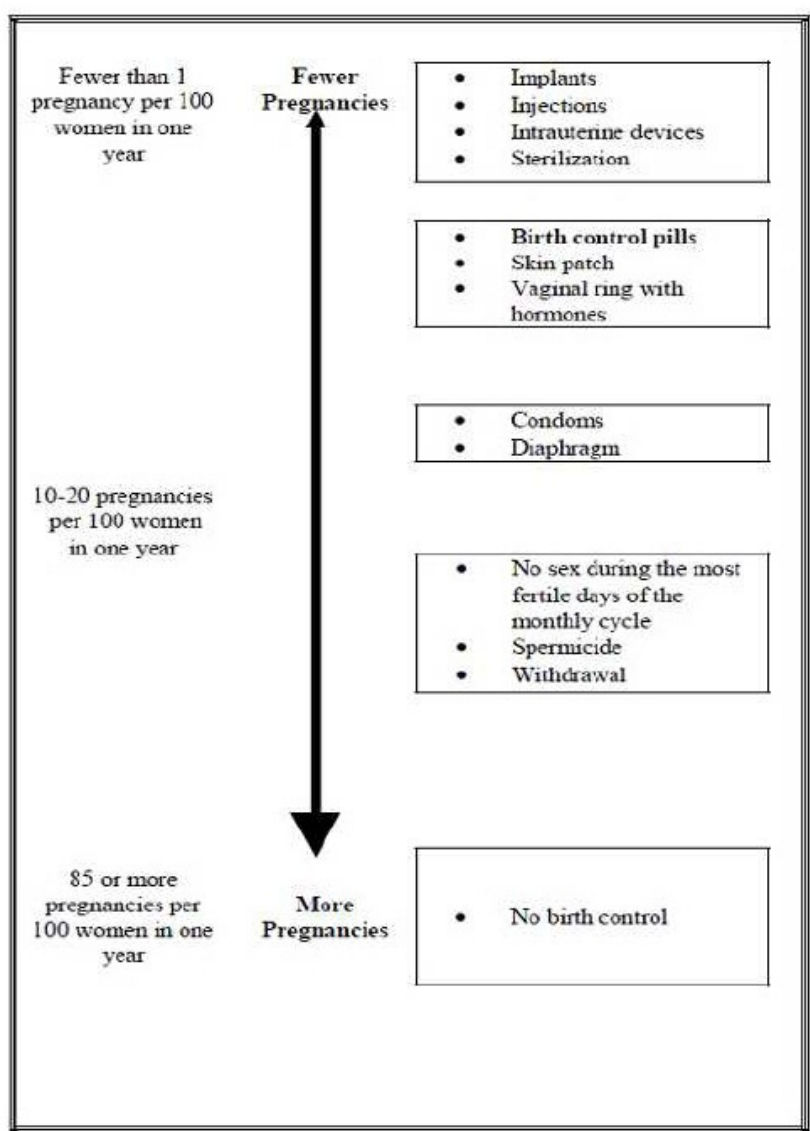 Fewer than 1
pregnancy per 100
women in one
year
Fewer
Pregnancies
• Implants
• Injections
• Intrauterine devices
• Sterilization
• Birth control pills
• Skin patch
• Vaginal ring with
hormones
• Condoms
• Diaphragm
10-20 pregnancies
per 100 women
in one year
• No sex during the most
fertile days of the
monthly cycle
• Spermicide
• Withdrawal
85 or more
pregnancies per
100 women in one
year
More
Pregnancies
• No birth control